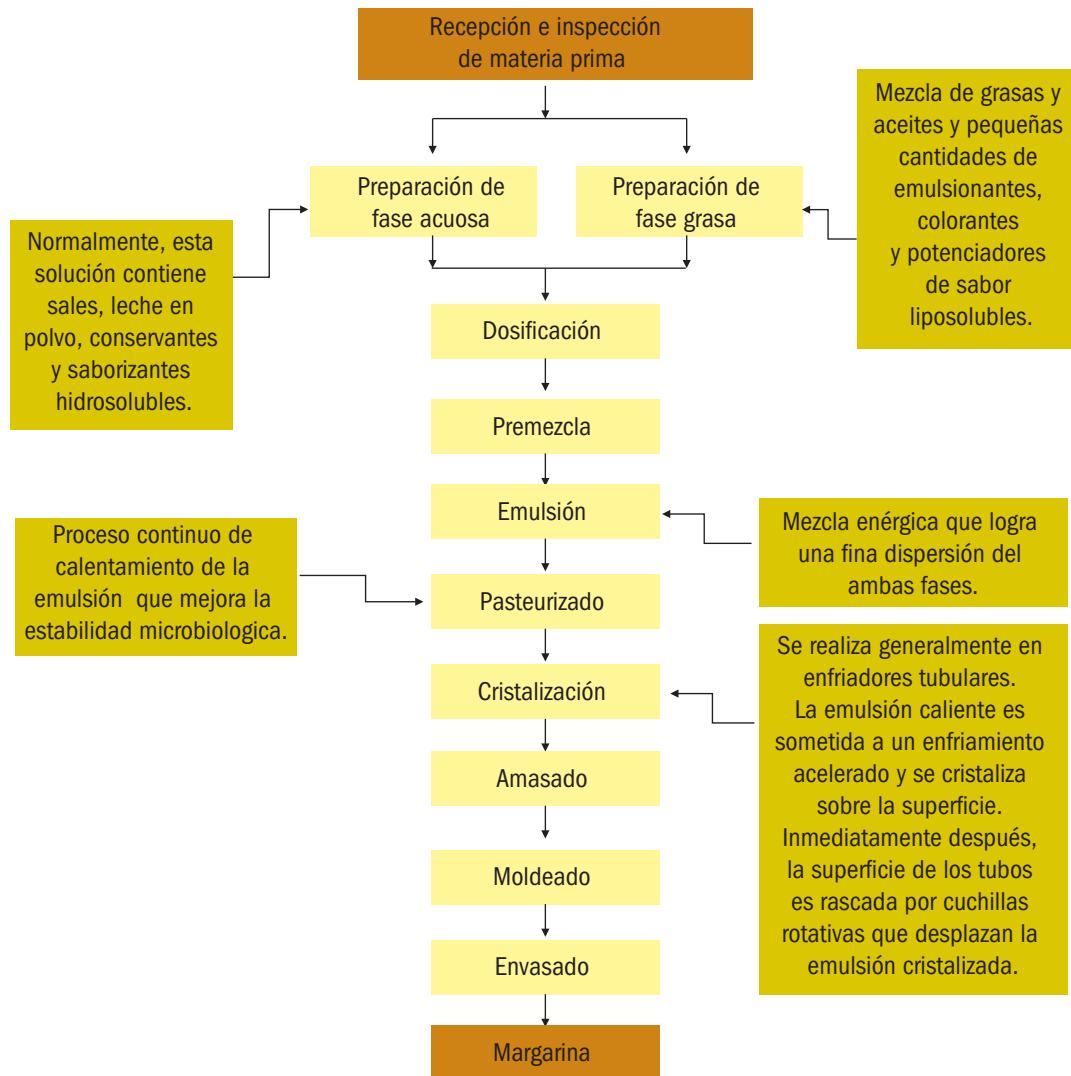 Recepción e inspección
de materia prima
Mezcla de grasas y
aceites y pequeñas
cantidades de
emulsionantes,
colorantes
y potenciadores
de sabor
liposolubles.
Preparación de
fase acuosa
Preparación de
fase grasa
Normalmente, esta
solución contiene
sales, leche en
polvo, conservantes
y saborizantes
hidrosolubles.
Dosificación
Premezcla
Emulsión
Mezcla enérgica que logra
una fina dispersión del
ambas fases.
Proceso continuo de
calentamiento de la
emulsión que mejora la
estabilidad microbiologica.
Pasteurizado
Cristalización
Se realiza generalmente en
enfriadores tubulares.
La emulsión caliente es
sometida a un enfriamiento
acelerado y se cristaliza
sobre la superficie.
Inmediatamente después,
la superficie de los tubos
es rascada por cuchillas
rotativas que desplazan la
emulsión cristalizada.
Amasado
Moldeado
Envasado
Margarina